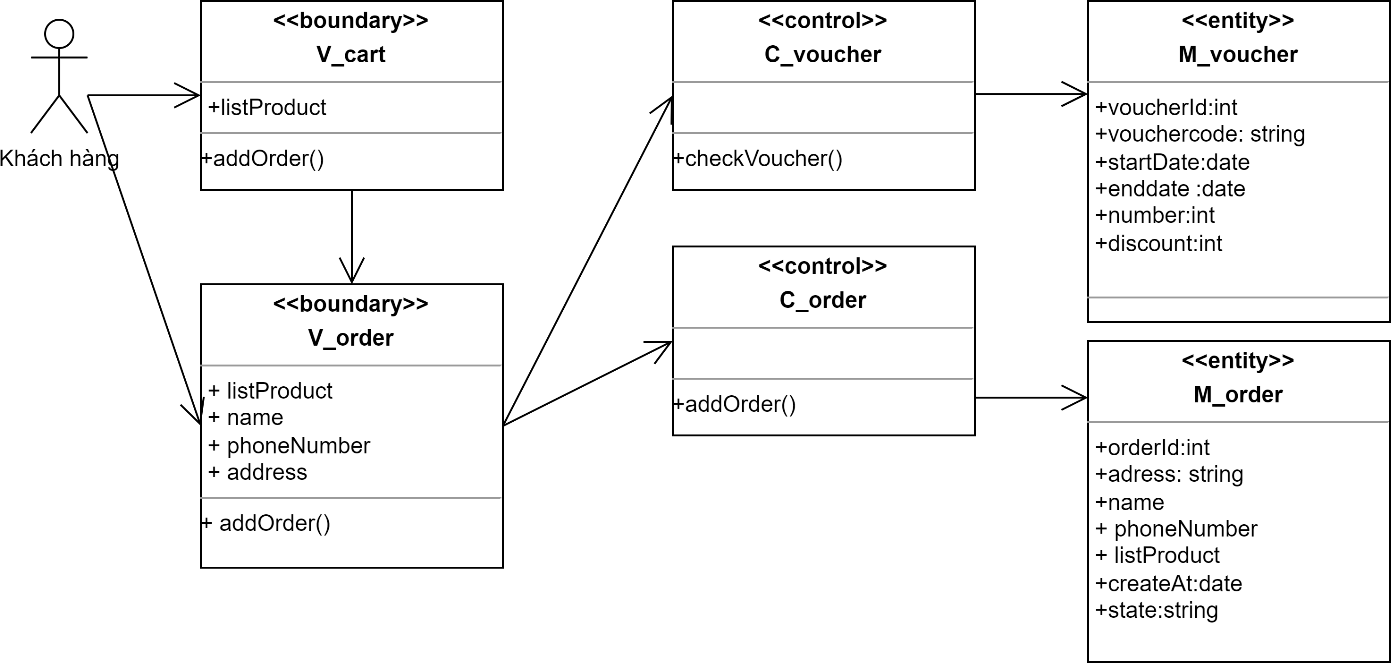 Khách hàng
<<boundary>>
V_cart
+listProduct
+addOrder()
<<boundary>>
V_order
+ listProduct
+ name
+ phoneNumber
+ address
+ addOrder()
<<control>>
C_voucher
+checkVoucher()
<<control>>
C_order
+addOrder()
<<entity>>
M_voucher
+voucherId:int
+vouchercode: string
+startDate:date
+enddate :date
+number:int
+discount:int
<<entity>>
M_order
+orderId:int
+adress: string
+name
+ phoneNumber
+ listProduct
+createAt:date
+state:string